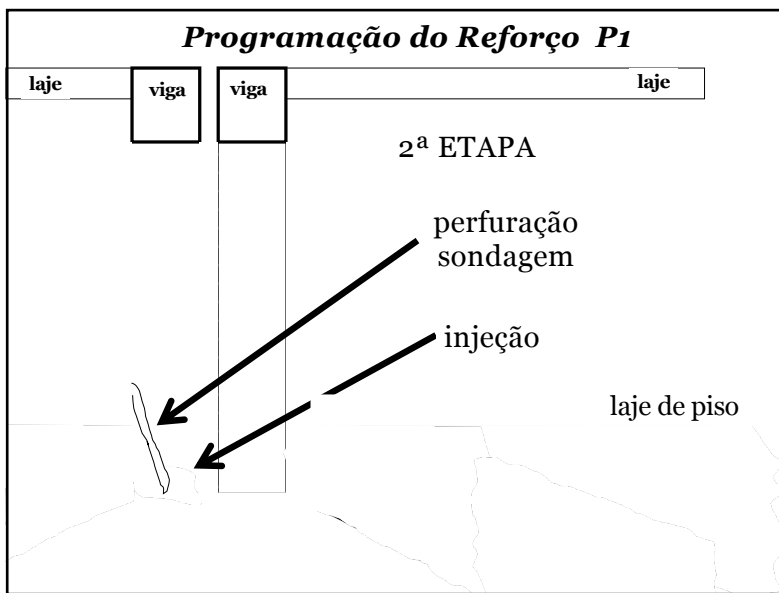 Programação do Reforço P1
laje
viga
viga
laje
2ª ETAPA
perfuração
sondagem
injeção
laje de piso